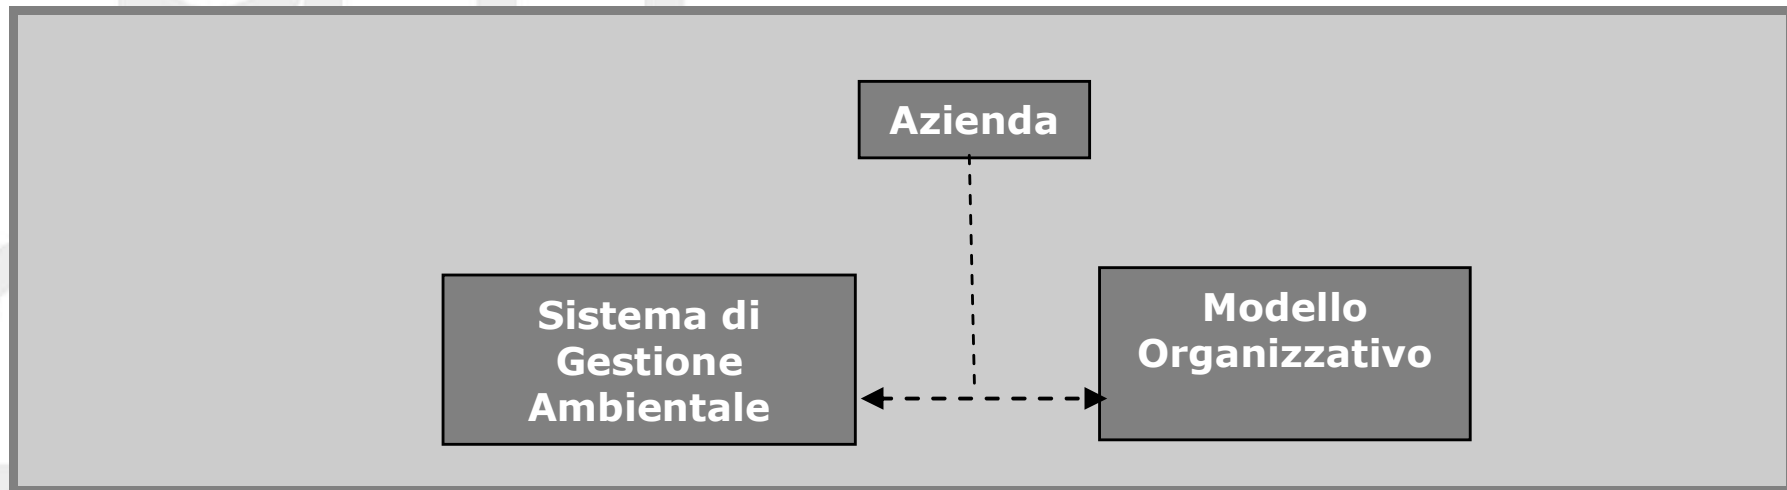 Azienda
Sistema di
Gestione
Ambientale
Modello
Organizzativo